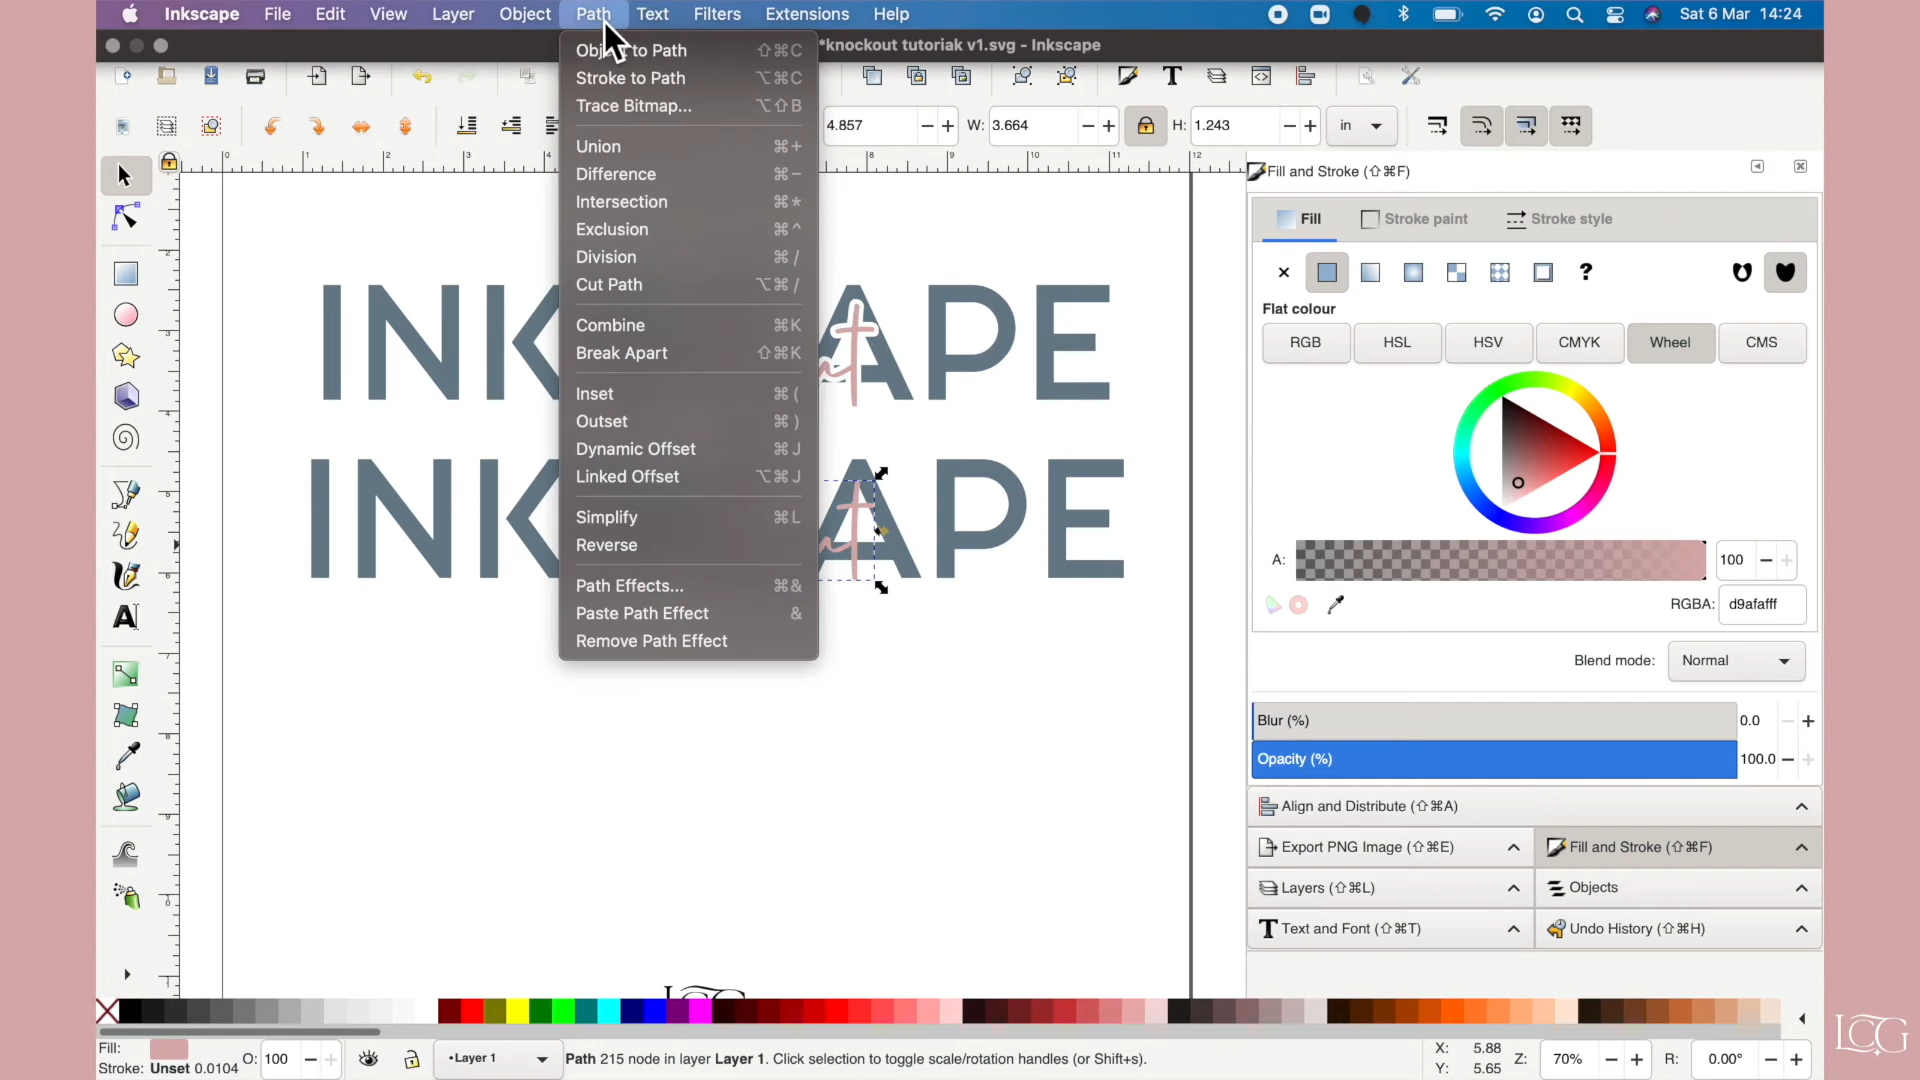 Inkscape File Edit View Layer Object Path Text Filters Extensions Help Sat 6 Mar 14:24
*knockout tutoriak v1.svg - Inkscape
4.857 W: 3.664 H: 1.243 in
Object to Path ⇧⌘C
Stroke to Path ⌥⌘C
Trace Bitmap... ⌥⇧B
Union ⌘+
Difference ⌘-
Intersection ⌘*
Exclusion ⌘^
Division ⌘/
Cut Path ⌥⌘/
Combine ⌘K
Break Apart ⇧⌘K
Inset ⌘(
Outset ⌘)
Dynamic Offset ⌘J
Linked Offset ⌥⌘J
Simplify ⌘L
Reverse
Path Effects... ⌘&
Paste Path Effect &
Remove Path Effect
INK APE
INK APE
Fill and Stroke (⇧⌘F)
Fill Stroke paint Stroke style
Flat colour
RGB HSL HSV CMYK Wheel CMS
A: 100
RGBA: d9afafff
Blend mode: Normal
Blur (%) 0.0
Opacity (%) 100.0
Align and Distribute (⇧⌘A)
Export PNG Image (⇧⌘E) Fill and Stroke (⇧⌘F)
Layers (⇧⌘L) Objects
Text and Font (⇧⌘T) Undo History (⇧⌘H)
Fill:
Stroke: Unset 0.0104 O: 100 •Layer 1 Path 215 node in layer Layer 1. Click selection to toggle scale/rotation handles (or Shift+s). X: 5.88 Y: 5.65 Z: 70% R: 0.00°
LCG